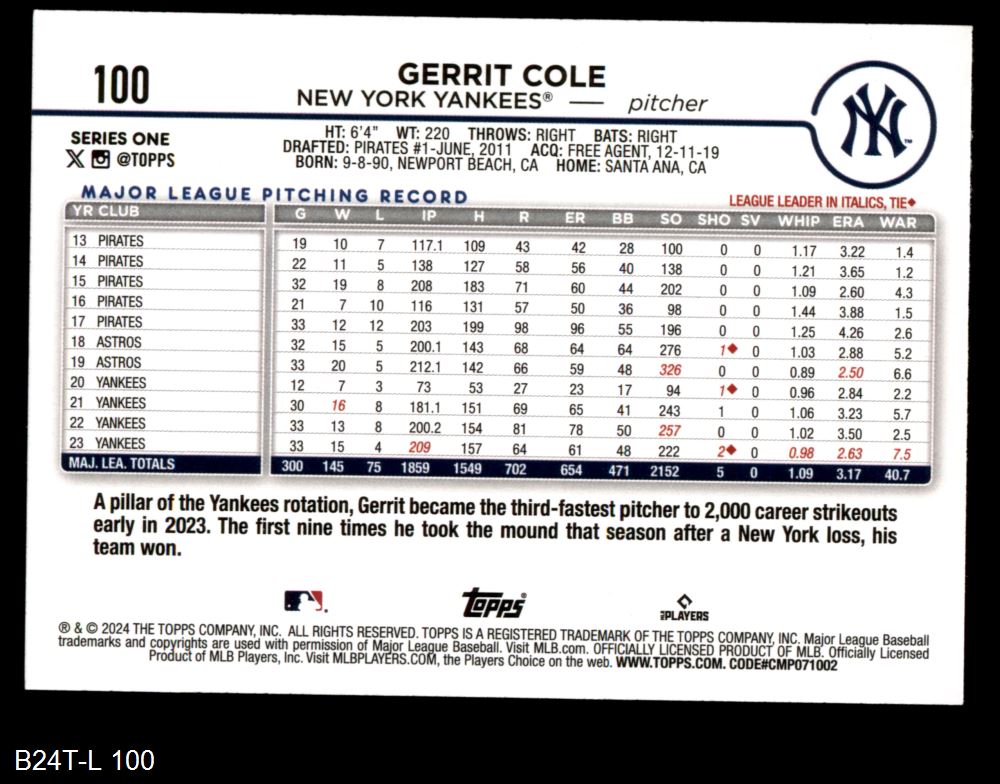 100
GERRIT COLE
NEW YORK YANKEES® — pitcher
NY™
SERIES ONE
X @TOPPS
HT: 6'4" WT: 220 THROWS: RIGHT BATS: RIGHT
DRAFTED: PIRATES #1-JUNE, 2011 ACQ: FREE AGENT, 12-11-19
BORN: 9-8-90, NEWPORT BEACH, CA HOME: SANTA ANA, CA
MAJOR LEAGUE PITCHING RECORD
LEAGUE LEADER IN ITALICS, TIE◆
YR CLUB G W L IP H R ER BB SO SHO SV WHIP ERA WAR
13 PIRATES 19 10 7 117.1 109 43 42 28 100 0 0 1.17 3.22 1.4
14 PIRATES 22 11 5 138 127 58 56 40 138 0 0 1.21 3.65 1.2
15 PIRATES 32 19 8 208 183 71 60 44 202 0 0 1.09 2.60 4.3
16 PIRATES 21 7 10 116 131 57 50 36 98 0 0 1.44 3.88 1.5
17 PIRATES 33 12 12 203 199 98 96 55 196 0 0 1.25 4.26 2.6
18 ASTROS 32 15 5 200.1 143 68 64 64 276 1◆ 0 1.03 2.88 5.2
19 ASTROS 33 20 5 212.1 142 66 59 48 326 0 0 0.89 2.50 6.6
20 YANKEES 12 7 3 73 53 27 23 17 94 1◆ 0 0.96 2.84 2.2
21 YANKEES 30 16 8 181.1 151 69 65 41 243 1 0 1.06 3.23 5.7
22 YANKEES 33 13 8 200.2 154 81 78 50 257 0 0 1.02 3.50 2.5
23 YANKEES 33 15 4 209 157 64 61 48 222 2◆ 0 0.98 2.63 7.5
MAJ. LEA. TOTALS 300 145 75 1859 1549 702 654 471 2152 5 0 1.09 3.17 40.7
A pillar of the Yankees rotation, Gerrit became the third-fastest pitcher to 2,000 career strikeouts
early in 2023. The first nine times he took the mound that season after a New York loss, his
team won.
Topps®
MLB PLAYERS
® & © 2024 THE TOPPS COMPANY, INC. ALL RIGHTS RESERVED. TOPPS IS A REGISTERED TRADEMARK OF THE TOPPS COMPANY, INC. Major League Baseball
trademarks and copyrights are used with permission of Major League Baseball. Visit MLB.com. OFFICIALLY LICENSED PRODUCT OF MLB. Officially Licensed
Product of MLB Players, Inc. Visit MLBPLAYERS.COM, the Players Choice on the web. WWW.TOPPS.COM. CODE#CMP071002
B24T-L 100